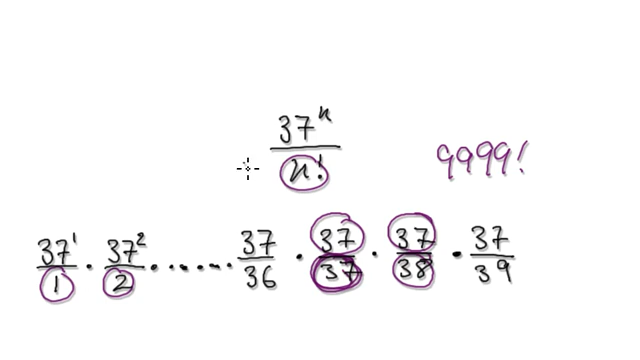 37^n / n!
9999!
37^1/1 · 37^2/2 · ...... 37/36 · 37/37 · 37/38 · 37/39